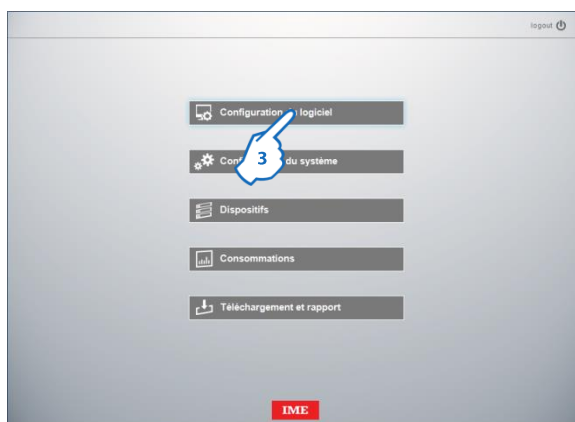 logout
Configuration logiciel
3
du système
Dispositifs
Consommations
Téléchargement et rapport
IME